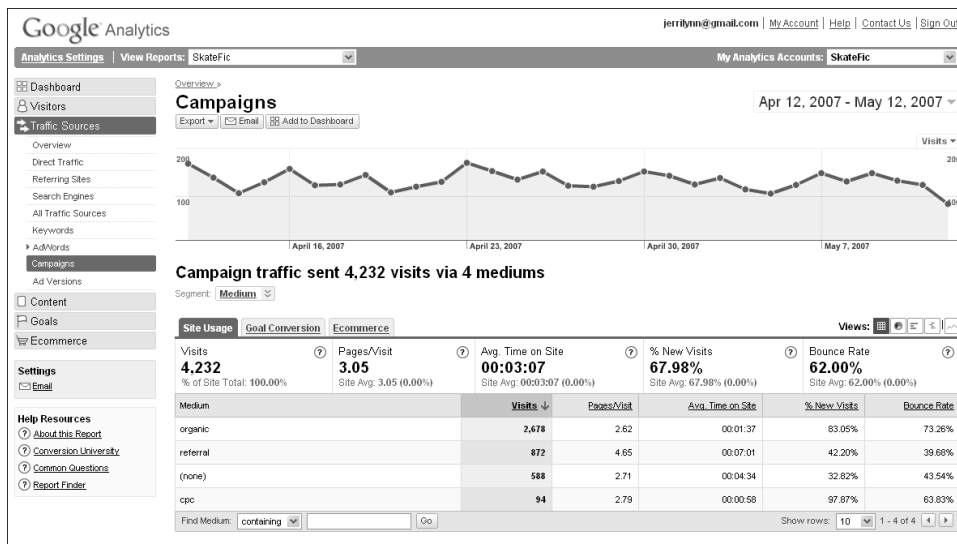 Google Analytics
jerrilynn@gmail.com | My Account | Help | Contact Us | Sign Out
Analytics Settings | View Reports: SkateFic
My Analytics Accounts: SkateFic
Dashboard
Visitors
Traffic Sources
Overview
Direct Traffic
Referring Sites
Search Engines
All Traffic Sources
Keywords
AdWords
Campaigns
Ad Versions
Content
Goals
Ecommerce
Settings
Email
Help Resources
About this Report
Conversion University
Common Questions
Report Finder
Overview »
Campaigns
Apr 12, 2007 - May 12, 2007
Export Email Add to Dashboard
Visits
200 200
100 100
April 16, 2007 April 23, 2007 April 30, 2007 May 7, 2007
Campaign traffic sent 4,232 visits via 4 mediums
Segment: Medium
Site Usage Goal Conversion Ecommerce Views:
Visits ? Pages/Visit ? Avg. Time on Site ? % New Visits ? Bounce Rate ?
4,232 3.05 00:03:07 67.98% 62.00%
% of Site Total: 100.00% Site Avg: 3.05 (0.00%) Site Avg: 00:03:07 (0.00%) Site Avg: 67.98% (0.00%) Site Avg: 62.00% (0.00%)
Medium Visits Pages/Visit Avg. Time on Site % New Visits Bounce Rate
organic 2,678 2.62 00:01:37 83.05% 73.26%
referral 872 4.65 00:07:01 42.20% 39.68%
(none) 588 2.71 00:04:34 32.82% 43.54%
cpc 94 2.79 00:00:58 97.87% 63.83%
Find Medium: containing Go Show rows: 10 1 - 4 of 4